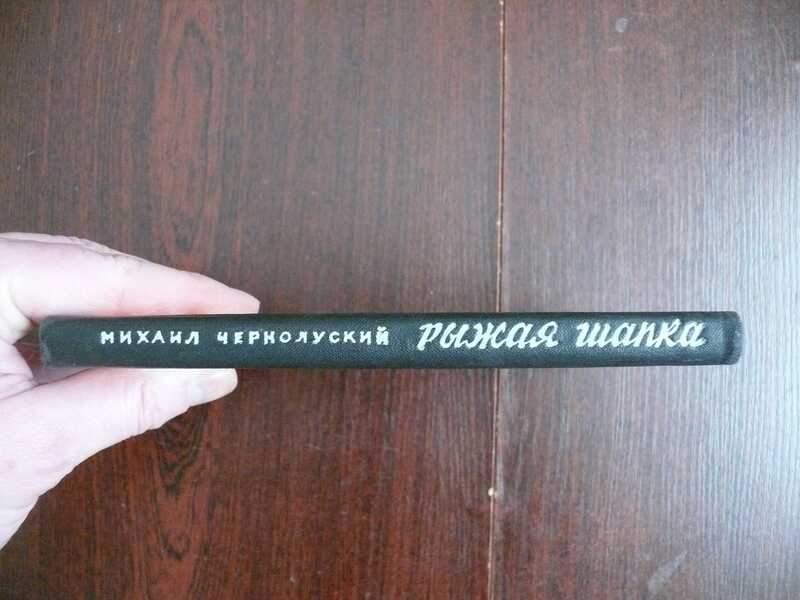 МИХАИЛ ЧЕРНОЛУСКИЙ РЫЖАЯ ШАПКА